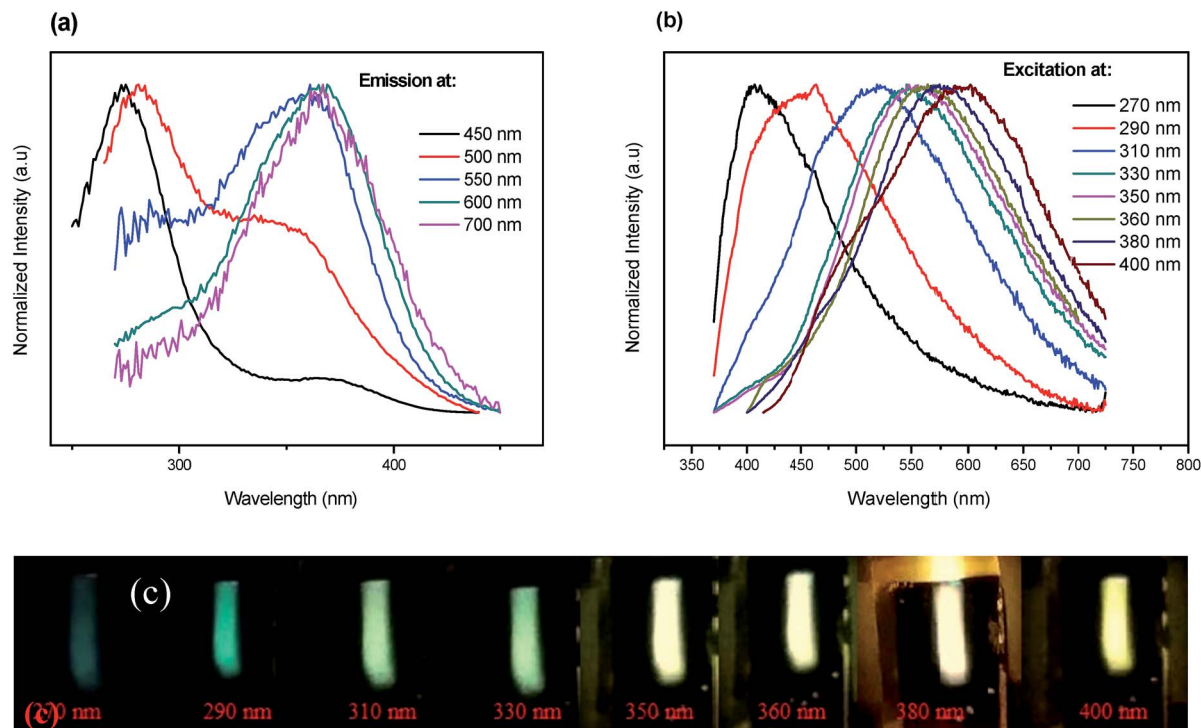 (a)
Normalized Intensity (a.u)
Emission at:
450 nm
500 nm
550 nm
600 nm
700 nm
300
400
Wavelength (nm)
(b)
Normalized Intensity (a.u)
Excitation at:
270 nm
290 nm
310 nm
330 nm
350 nm
360 nm
380 nm
400 nm
350
400
450
500
550
600
650
700
750
800
Wavelength (nm)
(c)
(c)
270 nm
290 nm
310 nm
330 nm
350 nm
360 nm
380 nm
400 nm